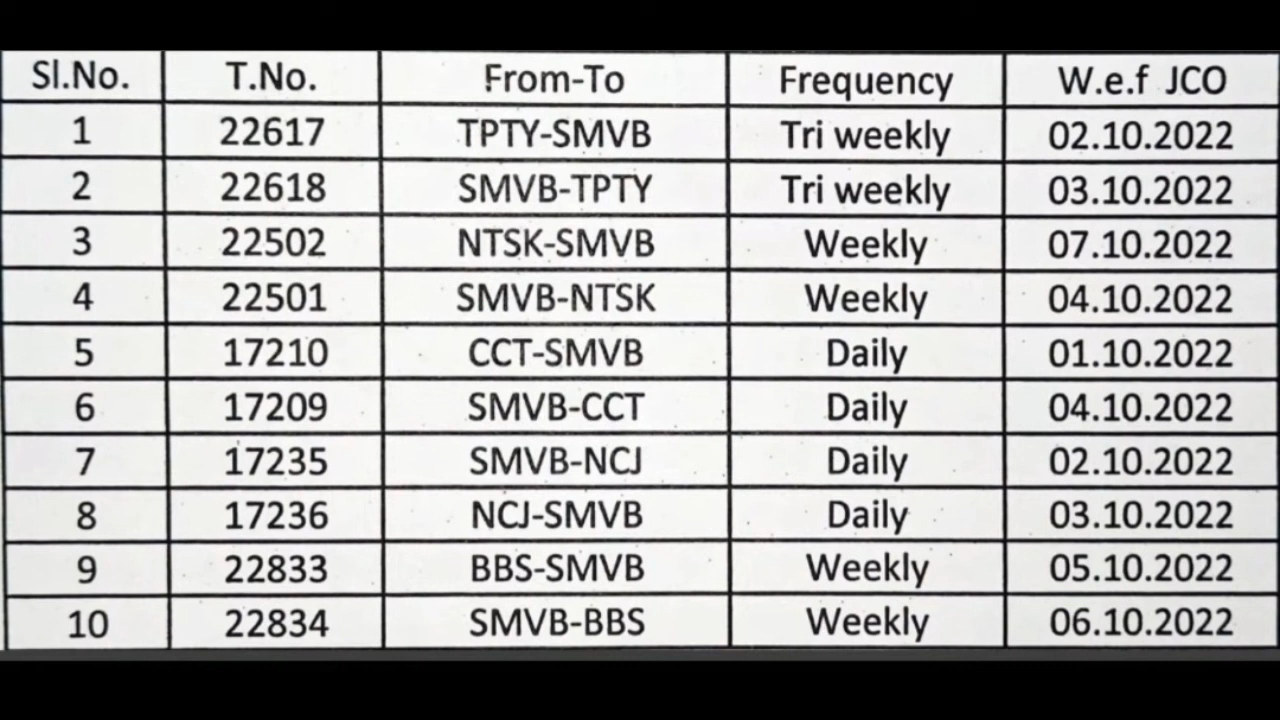 Sl.No. T.No. From-To Frequency W.e.f JCO
1 22617 TPTY-SMVB Tri weekly 02.10.2022
2 22618 SMVB-TPTY Tri weekly 03.10.2022
3 22502 NTSK-SMVB Weekly 07.10.2022
4 22501 SMVB-NTSK Weekly 04.10.2022
5 17210 CCT-SMVB Daily 01.10.2022
6 17209 SMVB-CCT Daily 04.10.2022
7 17235 SMVB-NCJ Daily 02.10.2022
8 17236 NCJ-SMVB Daily 03.10.2022
9 22833 BBS-SMVB Weekly 05.10.2022
10 22834 SMVB-BBS Weekly 06.10.2022